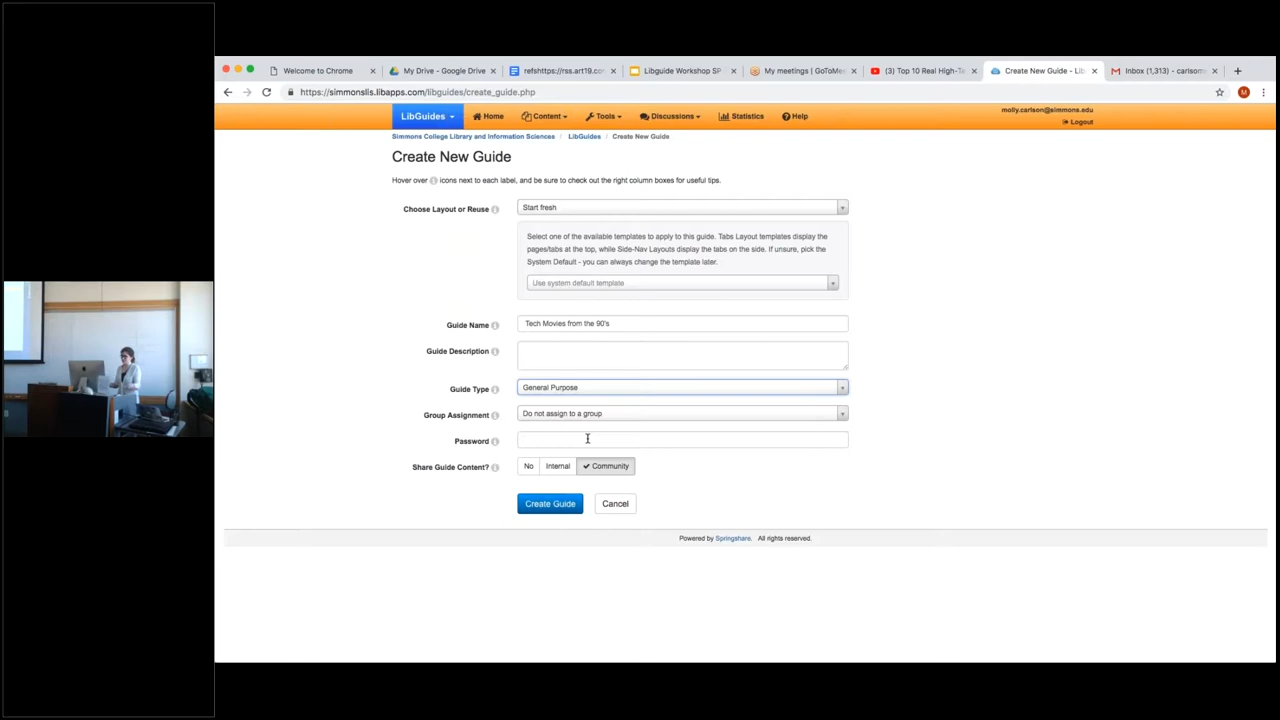 Welcome to Chrome
My Drive - Google Drive
refshttps://rss.art19.co
Libguide Workshop SP
My meetings | GoToMee
(3) Top 10 Real High-Te
Create New Guide - Lib
Inbox (1,313) - carlsom
https://simmonslis.libapps.com/libguides/create_guide.php
M
LibGuides
Home
Content
Tools
Discussions
Statistics
Help
molly.carlson@simmons.edu
Logout
Simmons College Library and Information Sciences / LibGuides / Create New Guide
Create New Guide
Hover over icons next to each label, and be sure to check out the right column boxes for useful tips.
Choose Layout or Reuse
Start fresh
Select one of the available templates to apply to this guide. Tabs Layout templates display the
pages/tabs at the top, while Side-Nav Layouts display the tabs on the side. If unsure, pick the
System Default - you can always change the template later.
Use system default template
Guide Name
Tech Movies from the 90's
Guide Description
Guide Type
General Purpose
Group Assignment
Do not assign to a group
Password
Share Guide Content?
No
Internal
Community
Create Guide
Cancel
Powered by Springshare. All rights reserved.